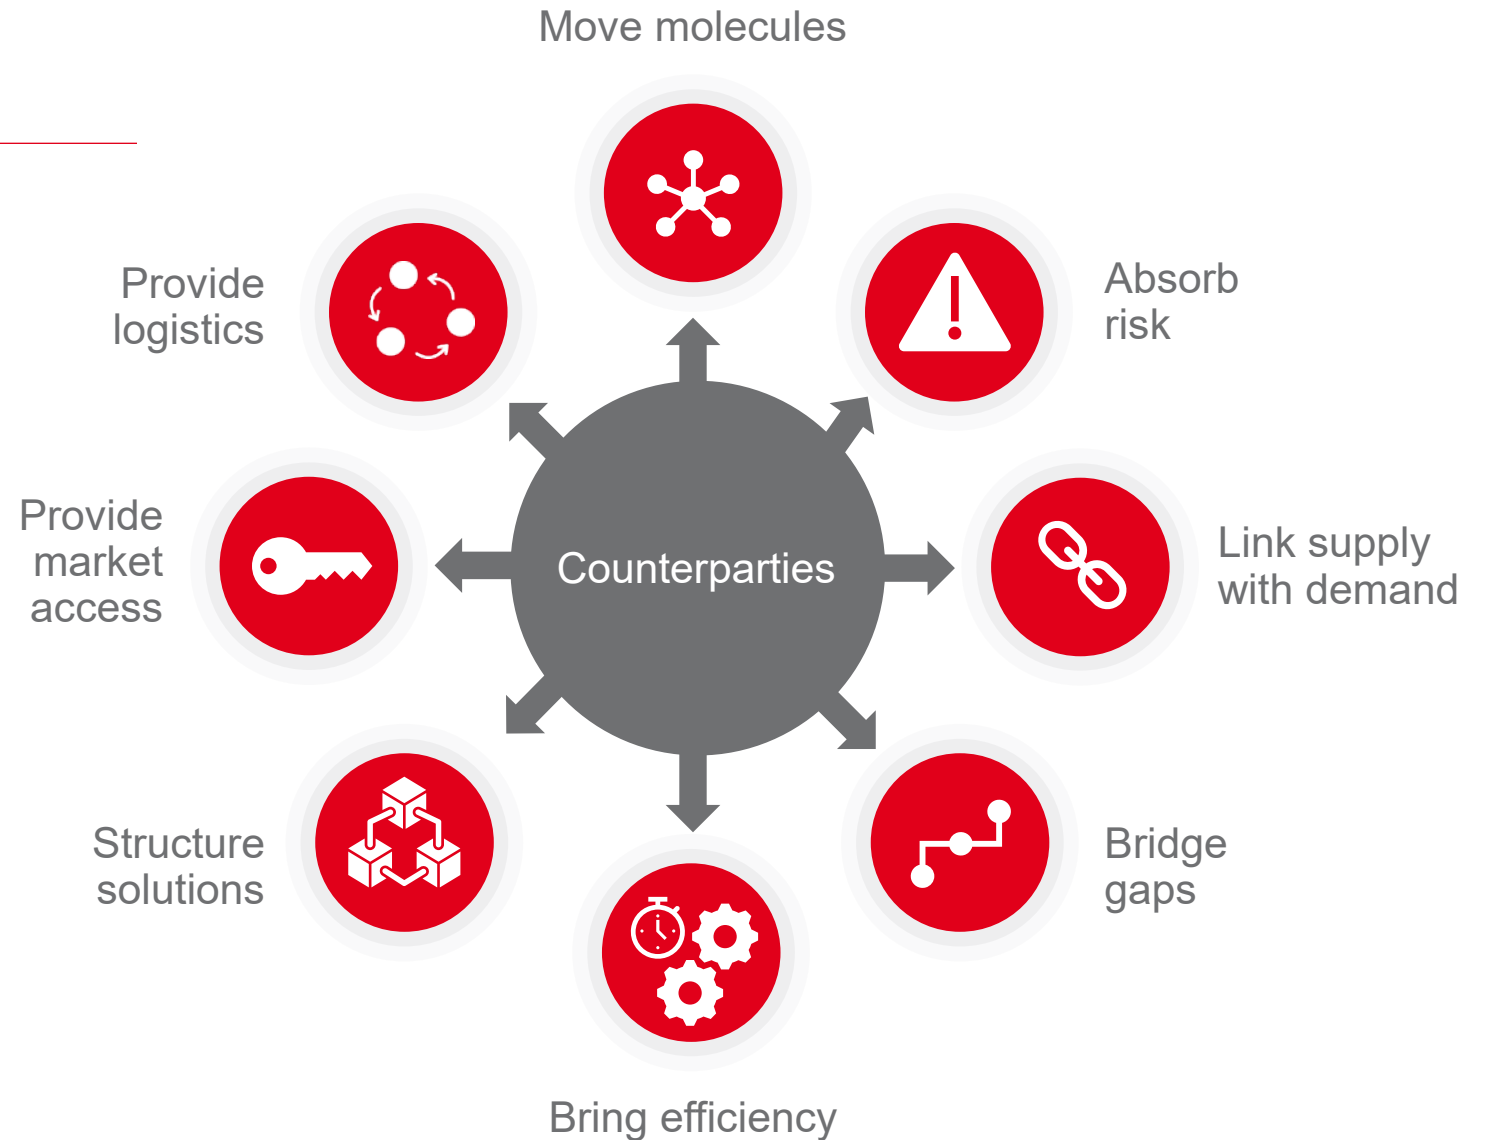 Move molecules
Provide
logistics
Absorb
risk
Provide
market
access
Counterparties
Link supply
with demand
Structure
solutions
Bridge
gaps
Bring efficiency